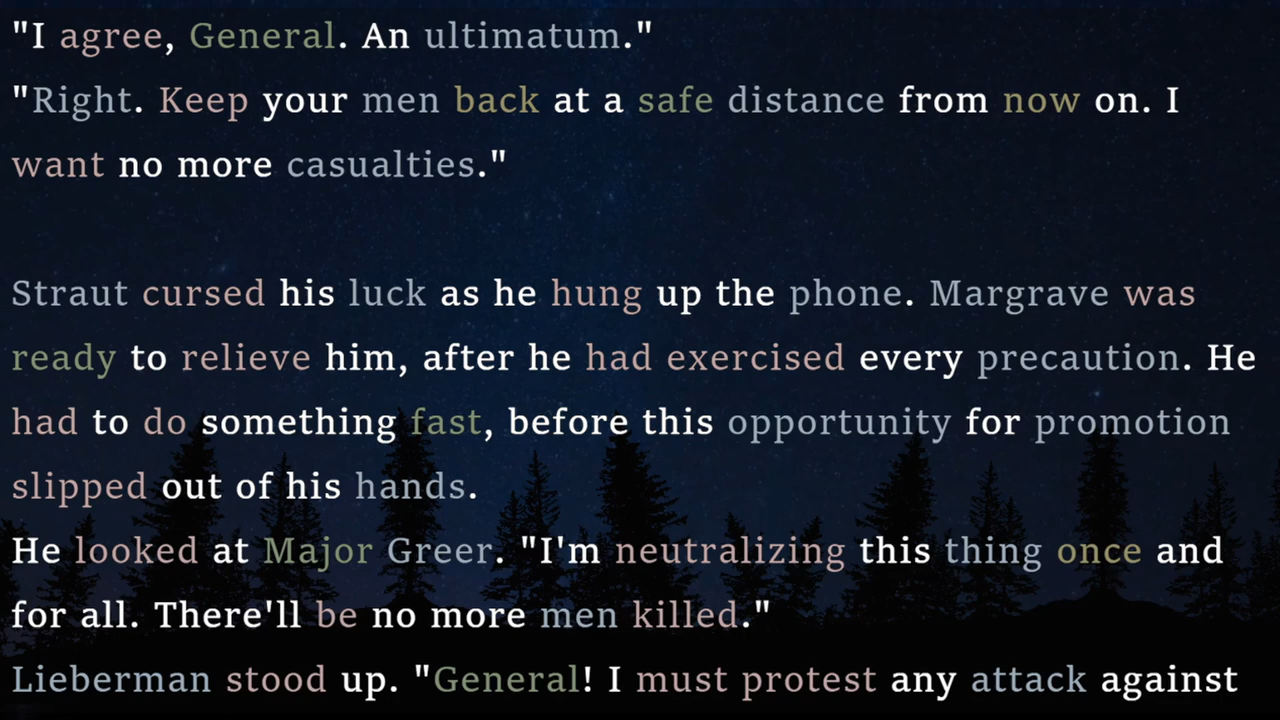 "I agree, General. An ultimatum."
"Right. Keep your men back at a safe distance from now on. I
want no more casualties."
Straut cursed his luck as he hung up the phone. Margrave was
ready to relieve him, after he had exercised every precaution. He
had to do something fast, before this opportunity for promotion
slipped out of his hands.
He looked at Major Greer. "I'm neutralizing this thing once and
for all. There'll be no more men killed."
Lieberman stood up. "General! I must protest any attack against